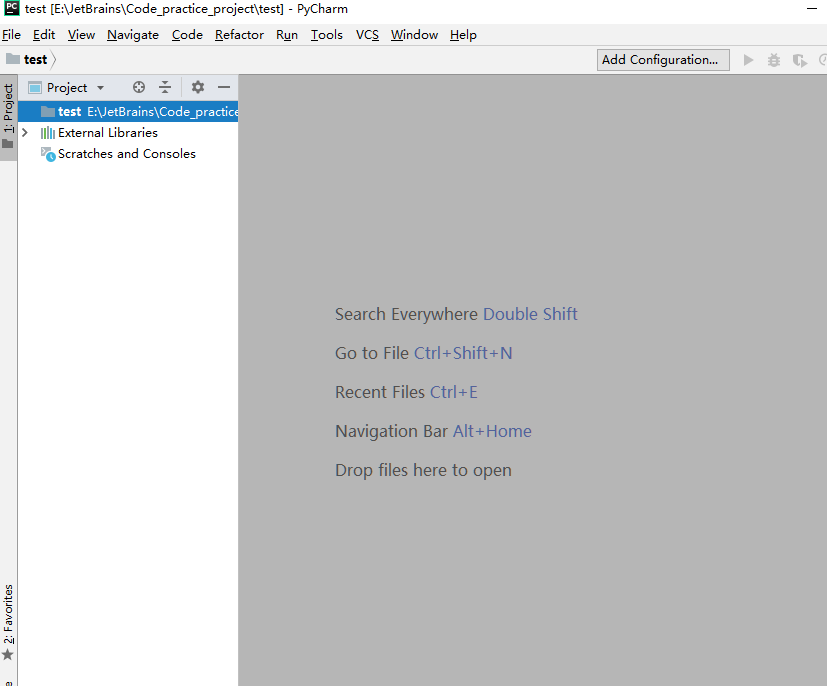 PC
test [E:\JetBrains\Code_practice_project\test] - PyCharm
File Edit View Navigate Code Refactor Run Tools VCS Window Help
test Add Configuration...
1: Project
Project
test E:\JetBrains\Code_practice
External Libraries
Scratches and Consoles
Search Everywhere Double Shift
Go to File Ctrl+Shift+N
Recent Files Ctrl+E
Navigation Bar Alt+Home
Drop files here to open
2: Favorites